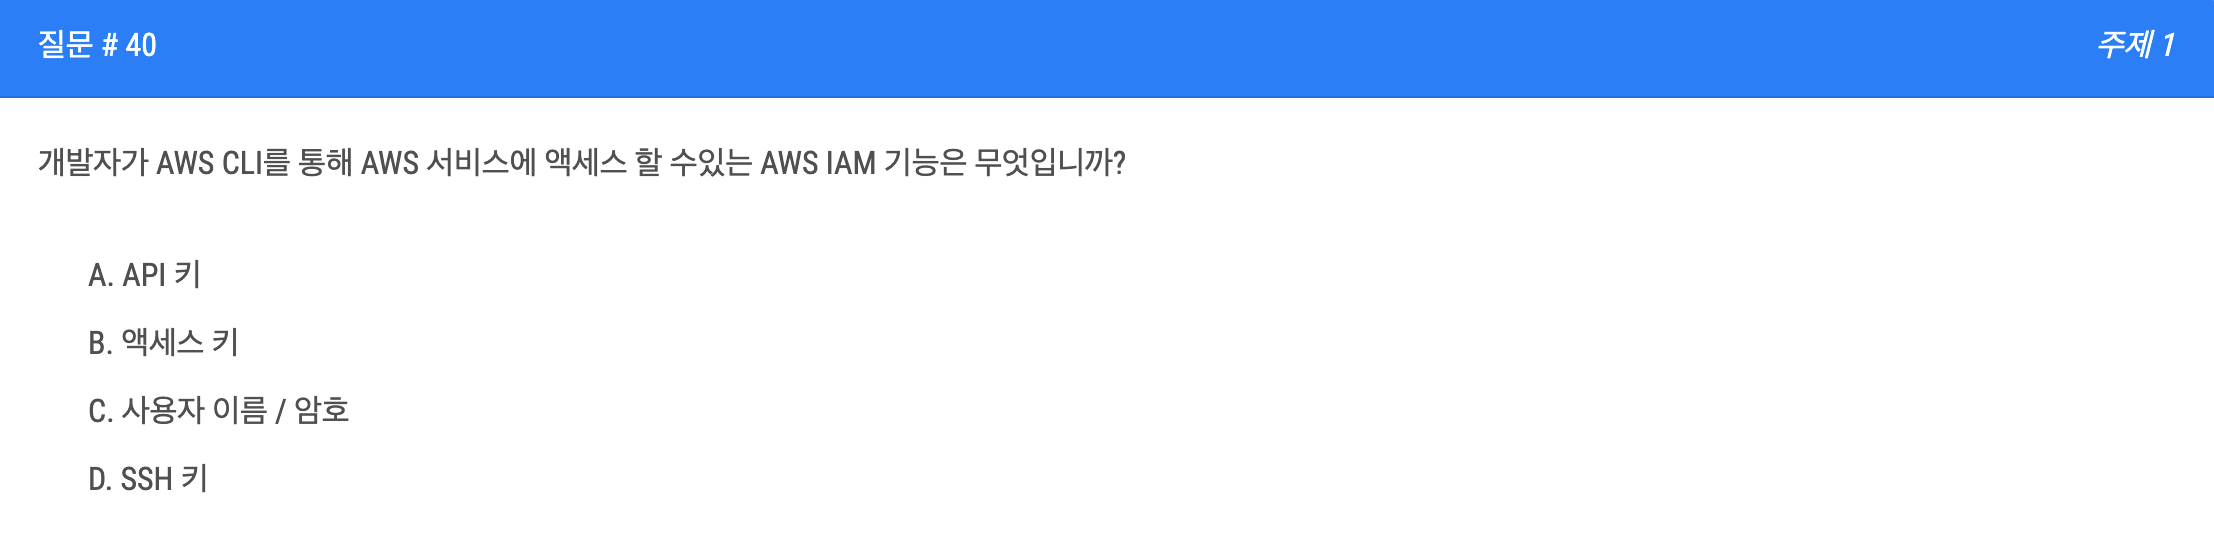 질문 # 40
주제 1
개발자가 AWS CLI를 통해 AWS 서비스에 액세스 할 수있는 AWS IAM 기능은 무엇입니까?
A. API 키
B. 액세스 키
C. 사용자 이름 / 암호
D. SSH 키